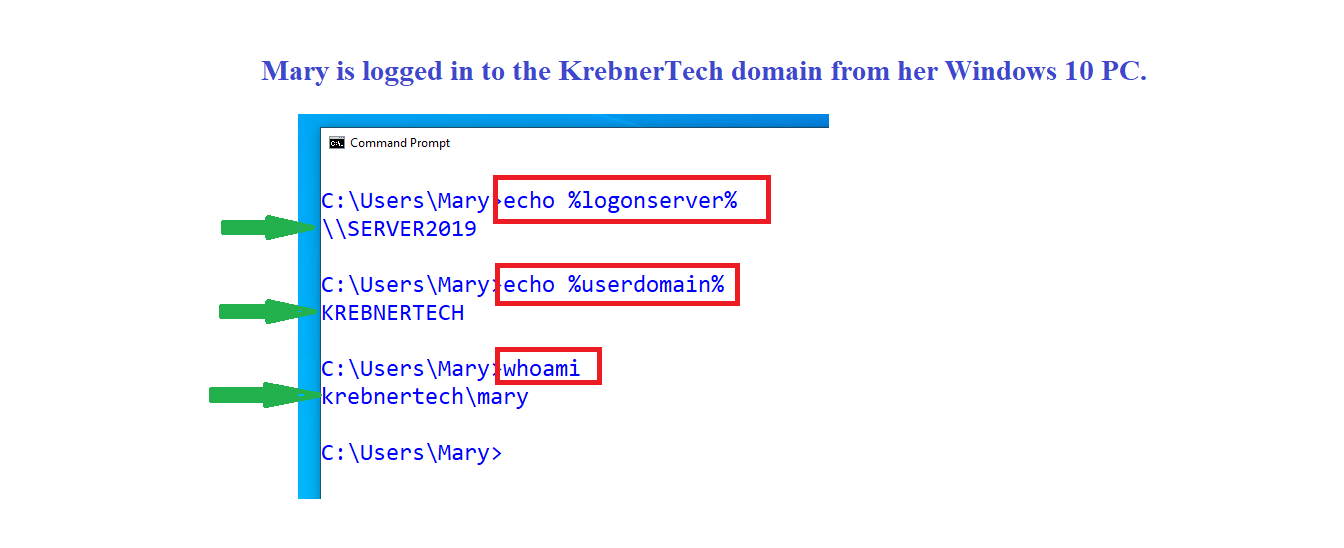 Mary is logged in to the KrebnerTech domain from her Windows 10 PC.
Command Prompt
C:\Users\Mary>echo %logonserver%
\\SERVER2019
C:\Users\Mary>echo %userdomain%
KREBNERTECH
C:\Users\Mary>whoami
krebnertech\mary
C:\Users\Mary>